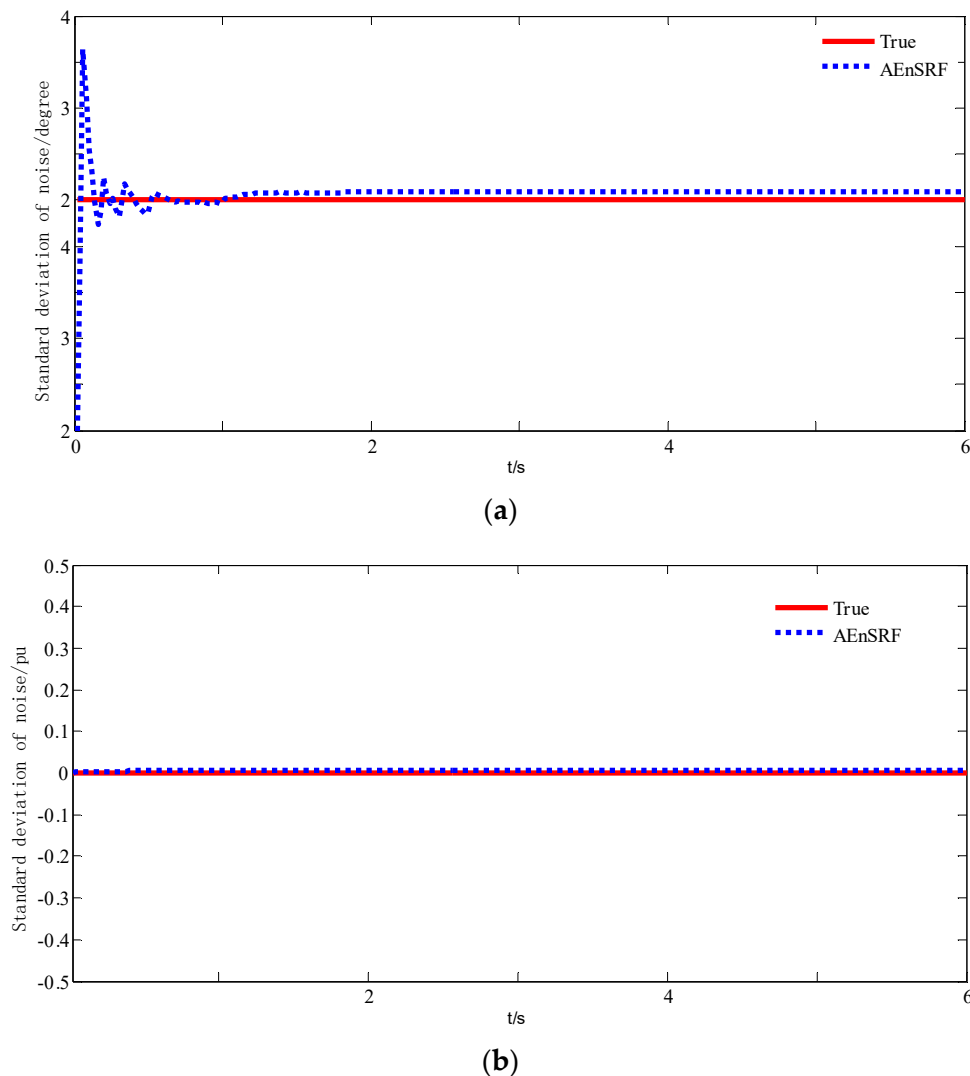 4
True
AEnSRF
3
2
4
3
2
Standard deviation of noise/degree
0
2
4
6
t/s
(a)
0.5
0.4
True
AEnSRF
0.3
0.2
0.1
0
-0.1
-0.2
-0.3
-0.4
-0.5
Standard deviation of noise/pu
2
4
6
t/s
(b)